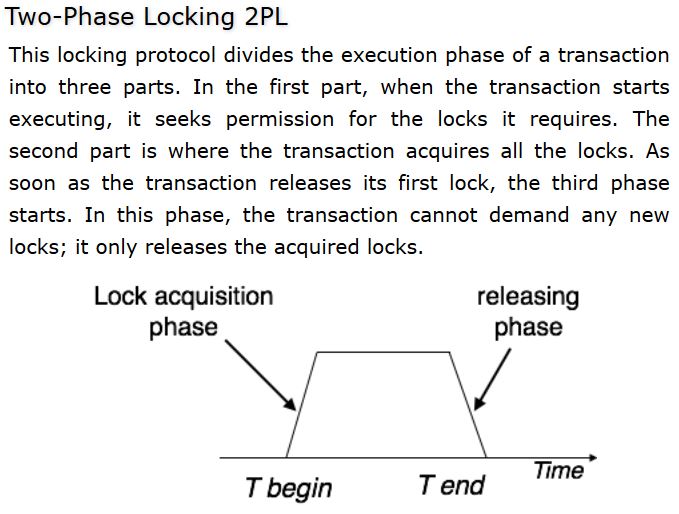 Two-Phase Locking 2PL
This locking protocol divides the execution phase of a transaction
into three parts. In the first part, when the transaction starts
executing, it seeks permission for the locks it requires. The
second part is where the transaction acquires all the locks. As
soon as the transaction releases its first lock, the third phase
starts. In this phase, the transaction cannot demand any new
locks; it only releases the acquired locks.
Lock acquisition
phase
releasing
phase
T begin
T end
Time